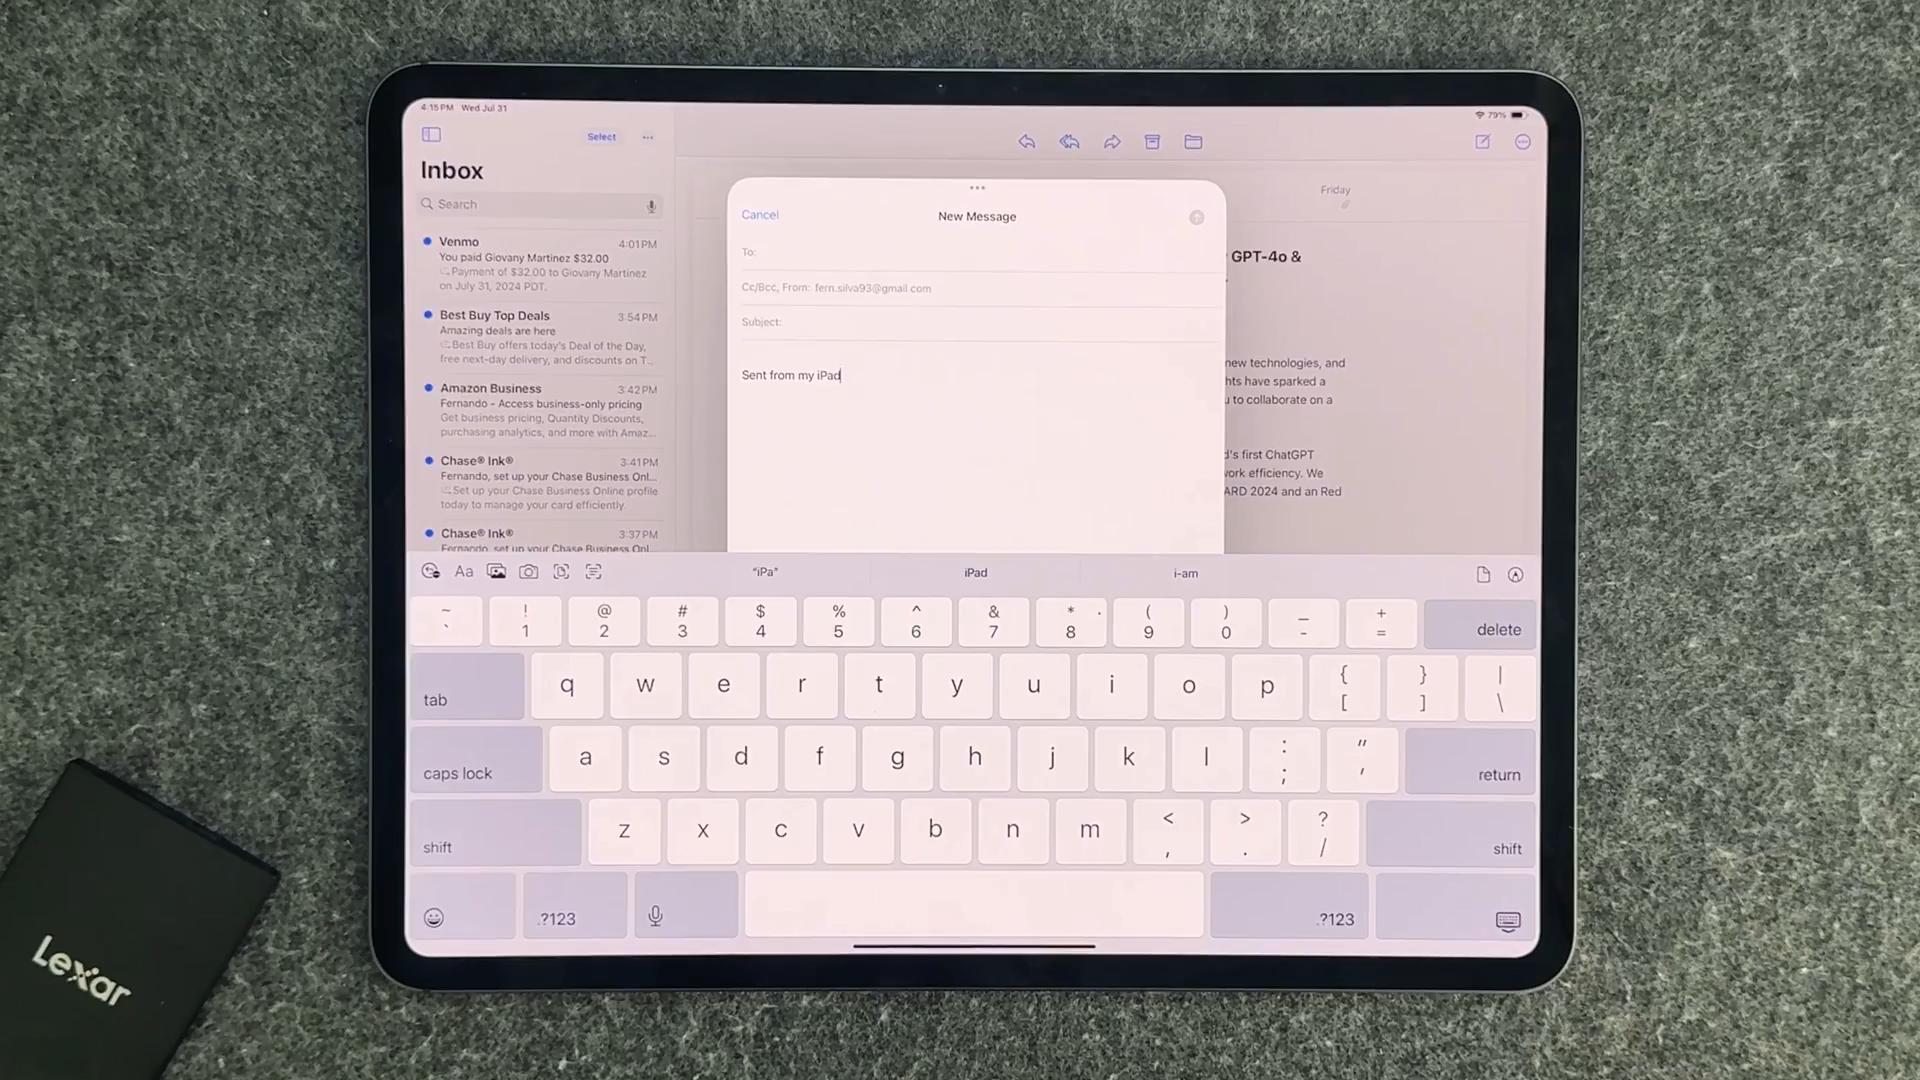 4:15 PM Wed Jul 31
79%
Select
Inbox
Search
Venmo 4:01 PM
You paid Giovany Martinez $32.00
Payment of $32.00 to Giovany Martinez
on July 31, 2024 PDT.
Best Buy Top Deals 3:54 PM
Amazing deals are here
Best Buy offers today's Deal of the Day,
free next-day delivery, and discounts on T...
Amazon Business 3:42 PM
Fernando - Access business-only pricing
Get business pricing, Quantity Discounts,
purchasing analytics, and more with Amaz...
Chase® Ink® 3:41 PM
Fernando, set up your Chase Business Onl...
Set up your Chase Business Online profile
today to manage your card efficiently.
Chase® Ink® 3:37 PM
Fernando, set up your Chase Business Onl...
Cancel
New Message
To:
Cc/Bcc, From: fern.silva93@gmail.com
Subject:
Sent from my iPad
Friday
GPT-4o &
new technologies, and
hts have sparked a
u to collaborate on a
d's first ChatGPT
work efficiency. We
ARD 2024 and an Red
Aa
"iPa" iPad i-am
~ ! @ # $ % ^ & * ( ) _ +
` 1 2 3 4 5 6 7 8 9 0 - = delete
tab q w e r t y u i o p { [ } ] | \
caps lock a s d f g h j k l : ; " ' return
shift z x c v b n m < , > . ? / shift
.?123 .?123
Lexar